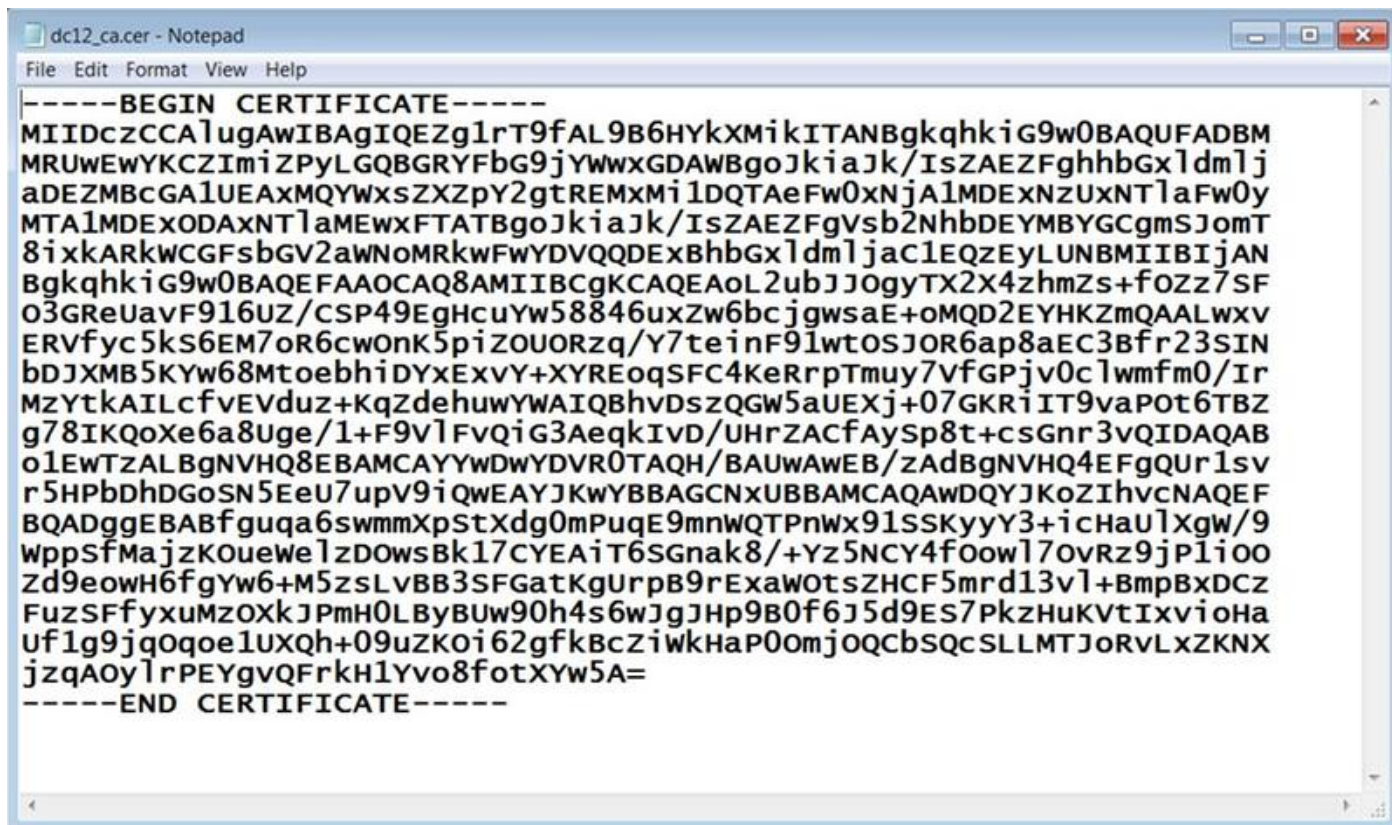 dc12_ca.cer - Notepad
File Edit Format View Help
-----BEGIN CERTIFICATE-----
MIIDczCCAlugAwIBAgIQEZg1rT9fAL9B6HYkXMikITANBgkqhkiG9w0BAQUFADBM
MRUwEwYKCZImiZPyLGQBGRYFbG9jYWwxGDAWBgoJkiaJk/IsZAEZFghhbGxldmlj
aDEZMBcGA1UEAxMQYWxsZXZpY2gtREMxMi1DQTAeFw0xNjA1MDExNzUxNTlaFw0y
MTA1MDExODAxNTlaMEwxFTATBgoJkiaJk/IsZAEZFgVsb2NhbDEYMBYGCgmSJomT
8ixkARkWCGFsbGV2aWNoMRkwFwYDVQQDExBhbGxldmljaC1EQzEyLUNBMIIBIjAN
BgkqhkiG9w0BAQEFAAOCAQ8AMIIBCgKCAQEAoL2ubJJOgyTX2X4zhmZs+fOZz7SF
O3GReUavF916UZ/CSP49EgHcuYw58846uxZw6bcjgwsaE+oMQD2EYHKZmQAALwxv
ERVfyc5kS6EM7oR6cwOnK5piZOUORzq/Y7teinF91wtOSJOR6ap8aEC3Bfr23SIN
bDJXMB5KYw68MtoebhiDYxExvY+XYREoqSFC4KeRrpTmuy7VfGPjv0clwmfm0/Ir
MzYtkAILcfvEVduz+KqZdehuwYWAIQBhvDszQGW5aUEXj+07GKRiIT9vaPOt6TBZ
g78IKQoXe6a8Uge/1+F9VlFvQiG3AeqkIvD/UHrZACfAySp8t+csGnr3vQIDAQAB
o1EwTzALBgNVHQ8EBAMCAYYwDwYDVR0TAQH/BAUwAwEB/zAdBgNVHQ4EFgQUr1sv
r5HPbDhDGoSN5EeU7upV9iQwEAYJKwYBBAGCNxUBBAMCAQAwDQYJKoZIhvcNAQEF
BQADggEBABfguqa6swmmXpStXdg0mPuqE9mnWQTPnWx91SSKyyY3+icHaUlXgW/9
WppSfMajzKOueWelzDOwsBk17CYEAiT6SGnak8/+Yz5NCY4fOowl7OvRz9jP1iOO
Zd9eowH6fgYw6+M5zsLvBB3SFGatKgUrpB9rExaWOtsZHCF5mrd13vl+BmpBxDCz
FuzSFfyxuMzOXkJPmH0LByBUw90h4s6wJgJHp9B0f6J5d9ES7PkzHuKVtIxvioHa
Uf1g9jqOqoe1UXQh+09uZKOi62gfkBcZiWkHaP0OmjOQCbSQcSLLMTJoRvLxZKNX
jzqAOylrPEYgvQFrkH1Yvo8fotXYw5A=
-----END CERTIFICATE-----